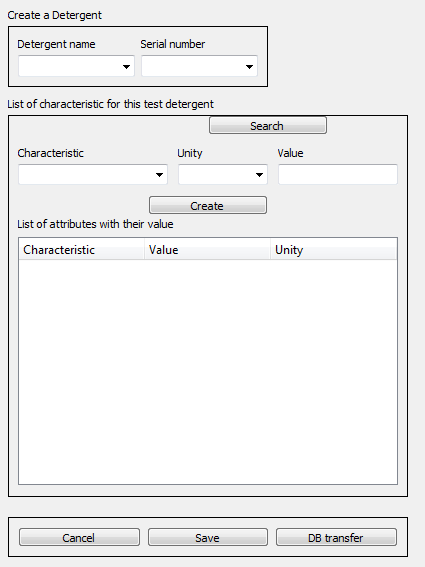 Create a Detergent
Detergent name Serial number
List of characteristic for this test detergent
Search
Characteristic Unity Value
Create
List of attributes with their value
Characteristic Value Unity
Cancel Save DB transfer